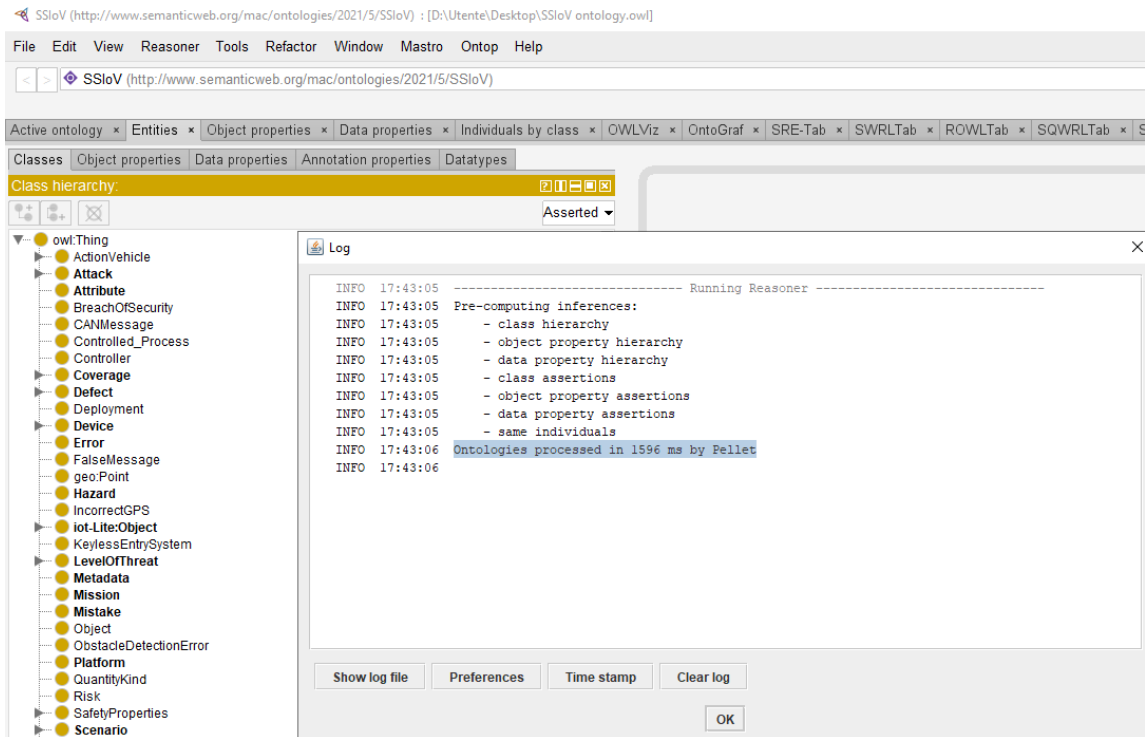 SSIoV (http://www.semanticweb.org/mac/ontologies/2021/5/SSIoV) : [D:\Utente\Desktop\SSIoV ontology.owl]
File Edit View Reasoner Tools Refactor Window Mastro Ontop Help
< > SSIoV (http://www.semanticweb.org/mac/ontologies/2021/5/SSIoV)
Active ontology × Entities × Object properties × Data properties × Individuals by class × OWLViz × OntoGraf × SRE-Tab × SWRLTab × ROWLTab × SQWRLTab × S
Classes Object properties Data properties Annotation properties Datatypes
Class hierarchy:
Asserted
owl:Thing
ActionVehicle
Attack
Attribute
BreachOfSecurity
CANMessage
Controlled_Process
Controller
Coverage
Defect
Deployment
Device
Error
FalseMessage
geo:Point
Hazard
IncorrectGPS
iot-Lite:Object
KeylessEntrySystem
LevelOfThreat
Metadata
Mission
Mistake
Object
ObstacleDetectionError
Platform
QuantityKind
Risk
SafetyProperties
Scenario
Log
INFO 17:43:05 ------------------------------- Running Reasoner -------------------------------
INFO 17:43:05 Pre-computing inferences:
INFO 17:43:05 - class hierarchy
INFO 17:43:05 - object property hierarchy
INFO 17:43:05 - data property hierarchy
INFO 17:43:05 - class assertions
INFO 17:43:05 - object property assertions
INFO 17:43:05 - data property assertions
INFO 17:43:05 - same individuals
INFO 17:43:06 Ontologies processed in 1596 ms by Pellet
INFO 17:43:06
Show log file Preferences Time stamp Clear log
OK